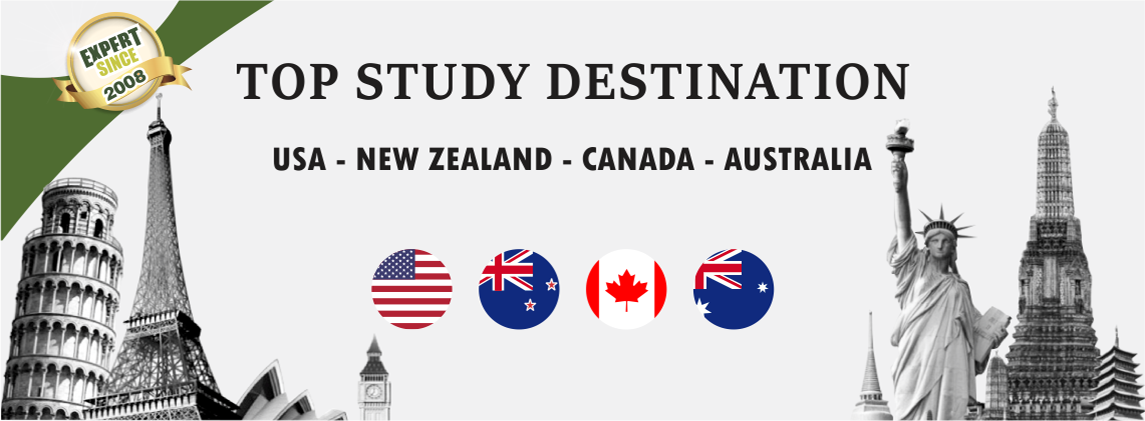 EXPERT
SINCE
2008
TOP STUDY DESTINATION
USA - NEW ZEALAND - CANADA - AUSTRALIA